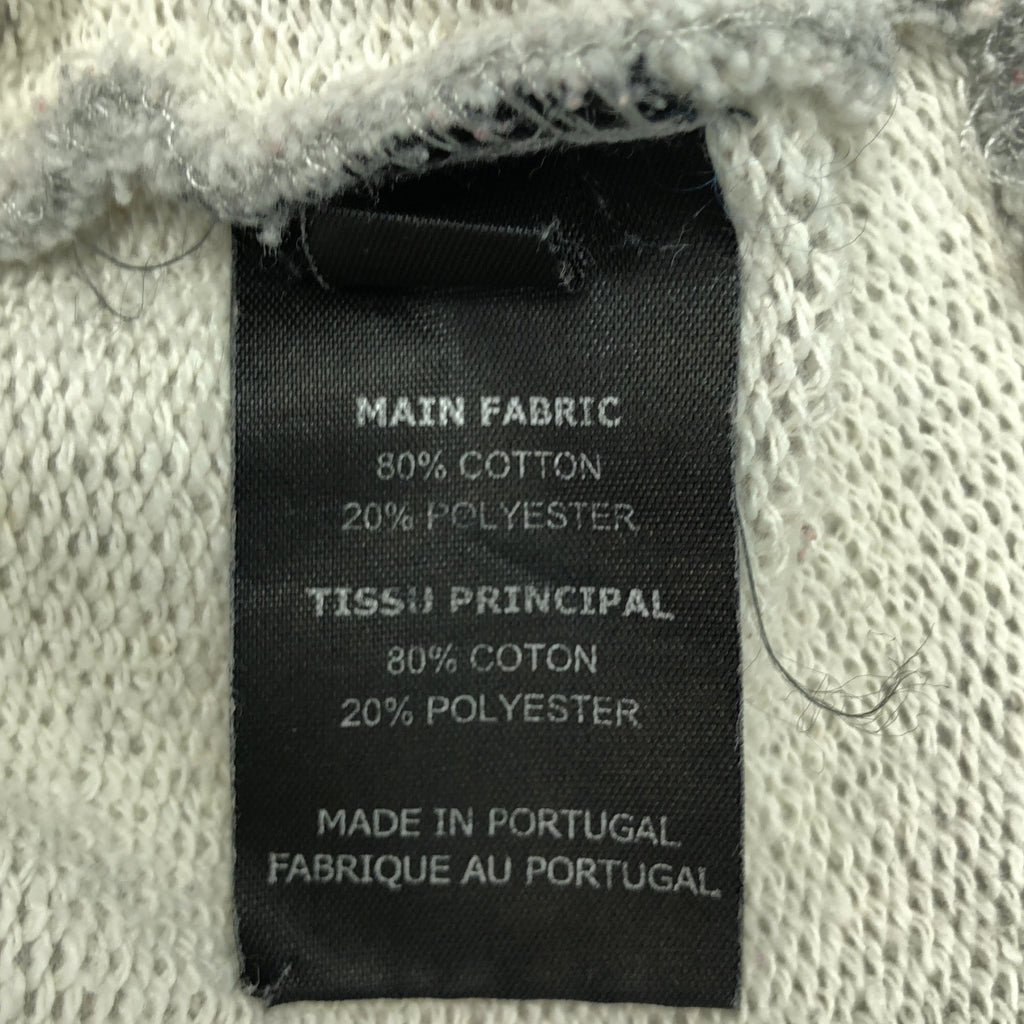 MAIN FABRIC
80% COTTON
20% POLYESTER
TISSU PRINCIPAL
80% COTON
20% POLYESTER
MADE IN PORTUGAL
FABRIQUE AU PORTUGAL